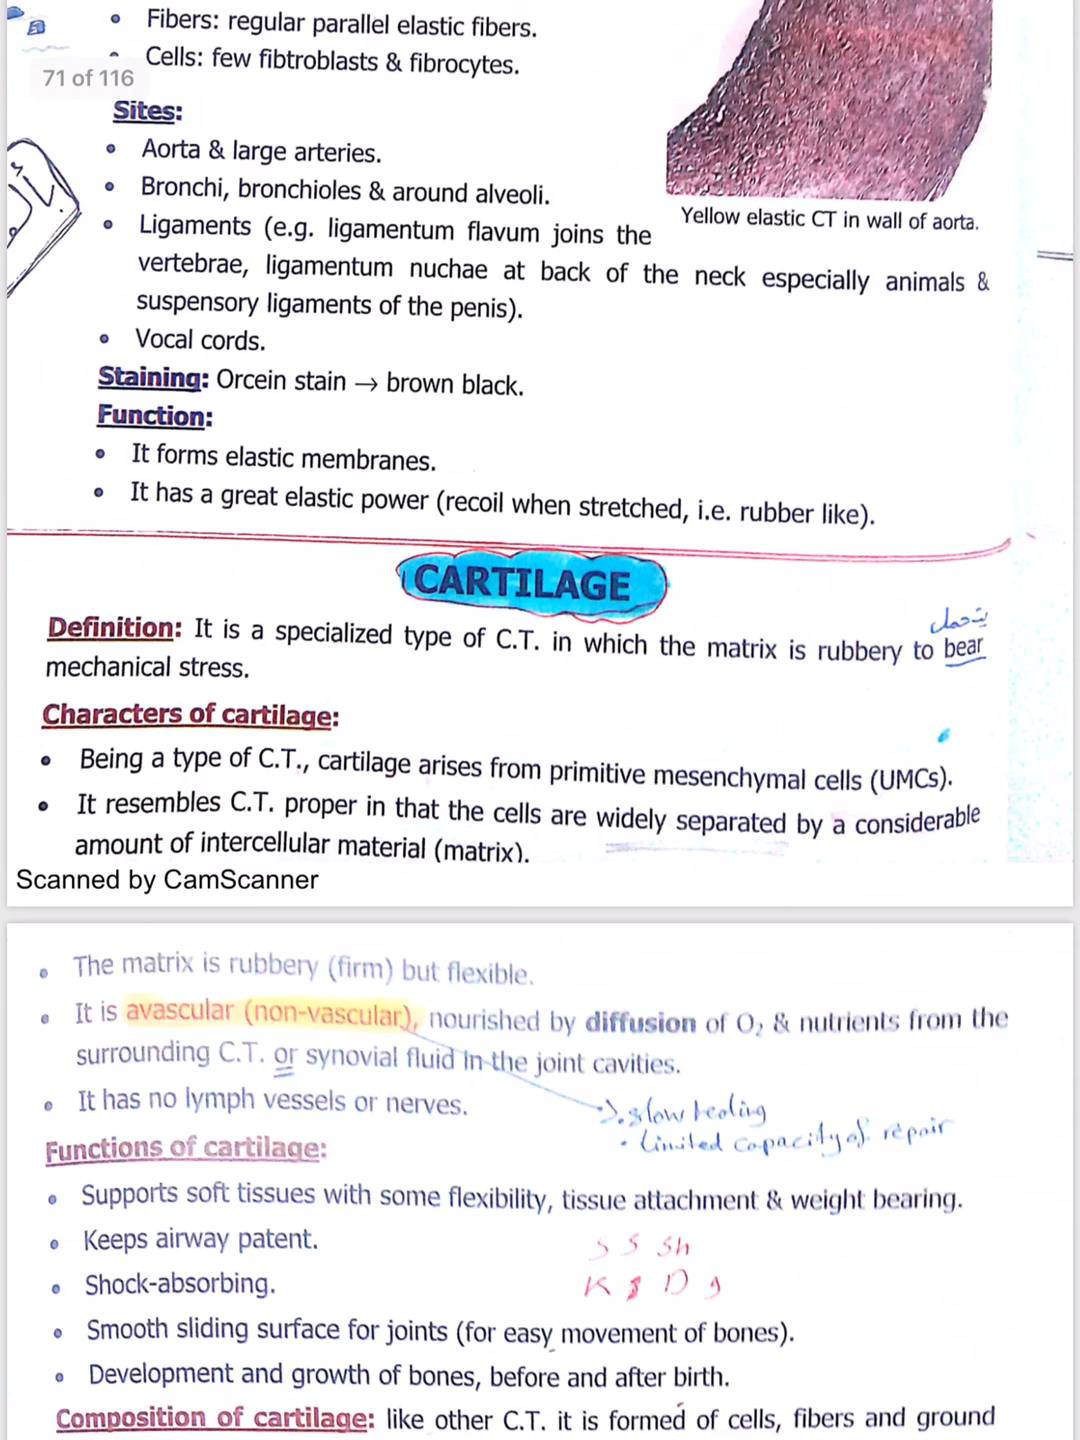 • Fibers: regular parallel elastic fibers.
• Cells: few fibtroblasts & fibrocytes.
71 of 116
Sites:
• Aorta & large arteries.
• Bronchi, bronchioles & around alveoli.
Yellow elastic CT in wall of aorta.
• Ligaments (e.g. ligamentum flavum joins the
vertebrae, ligamentum nuchae at back of the neck especially animals &
suspensory ligaments of the penis).
• Vocal cords.
Staining: Orcein stain → brown black.
Function:
• It forms elastic membranes.
• It has a great elastic power (recoil when stretched, i.e. rubber like).
CARTILAGE
يتحمل
Definition: It is a specialized type of C.T. in which the matrix is rubbery to bear
mechanical stress.
Characters of cartilage:
• Being a type of C.T., cartilage arises from primitive mesenchymal cells (UMCs).
• It resembles C.T. proper in that the cells are widely separated by a considerable
amount of intercellular material (matrix).
Scanned by CamScanner
• The matrix is rubbery (firm) but flexible.
• It is avascular (non-vascular), nourished by diffusion of O₂ & nutrients from the
surrounding C.T. or synovial fluid in the joint cavities.
• It has no lymph vessels or nerves.
• slow healing
• Limited capacity of repair
Functions of cartilage:
• Supports soft tissues with some flexibility, tissue attachment & weight bearing.
• Keeps airway patent.
S S Sh
• Shock-absorbing.
K D
• Smooth sliding surface for joints (for easy movement of bones).
• Development and growth of bones, before and after birth.
Composition of cartilage: like other C.T. it is formed of cells, fibers and ground